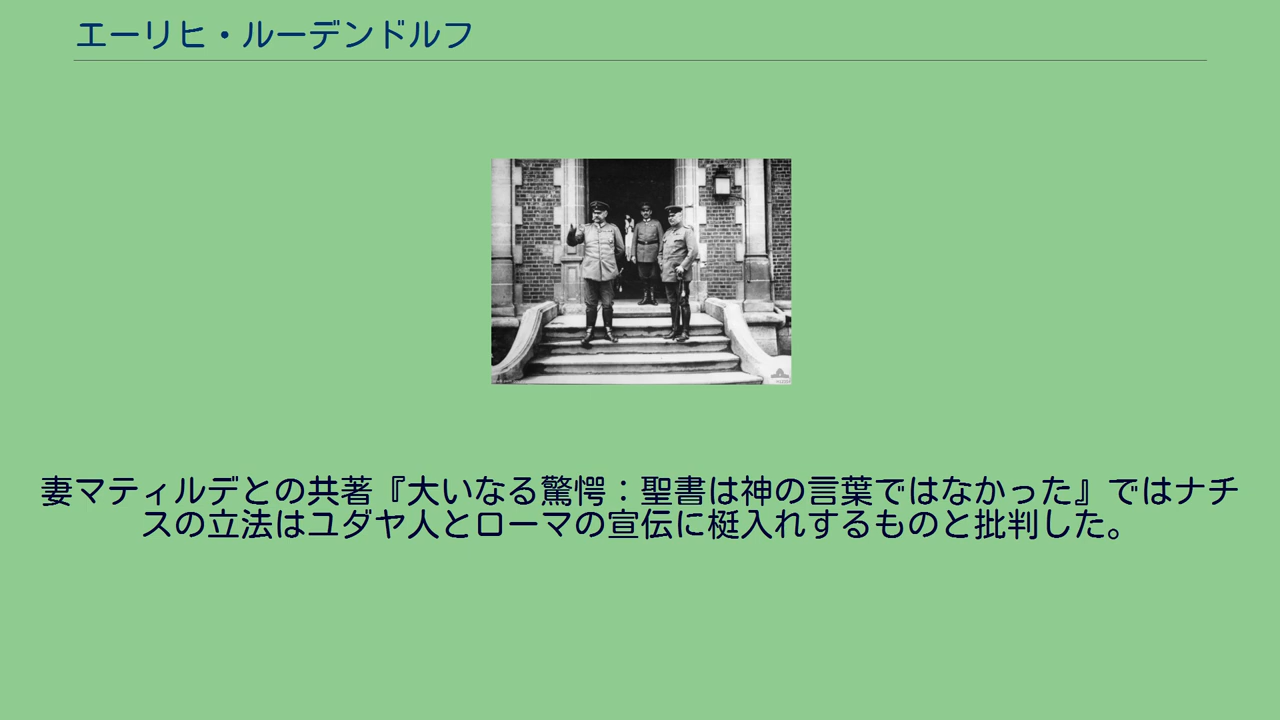 エーリヒ・ルーデンドルフ
妻マティルデとの共著『大いなる驚愕：聖書は神の言葉ではなかった』ではナチ
スの立法はユダヤ人とローマの宣伝に梃入れするものと批判した。